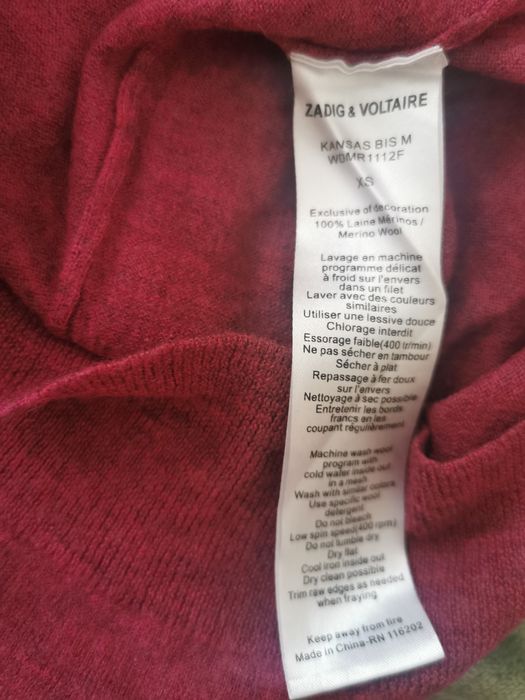 ZADIG & VOLTAIRE
KANSAS BIS M
WBMR1112F
XS
Exclusive of decoration
100% Laine Mérinos /
Merino Wool
Lavage en machine
programme délicat
à froid sur l'envers
dans un filet
Laver avec des couleurs
similaires
Utiliser une lessive douce
Chlorage interdit
Essorage faible(400 tr/min)
Ne pas sécher en tambour
Sécher à plat
Repassage à fer doux
sur l'envers
Nettoyage à sec possible
Entretenir les bords
francs en les
coupant régulièrement
Machine wash wool
program with
cold water inside out
in a mesh
Wash with similar colors
Use specific wool
detergent
Do not bleach
Low spin speed(400 rpm)
Do not tumble dry
Dry flat
Cool iron inside out
Dry clean possible
Trim raw edges as needed
when fraying
Keep away from fire
Made in China-RN 116202